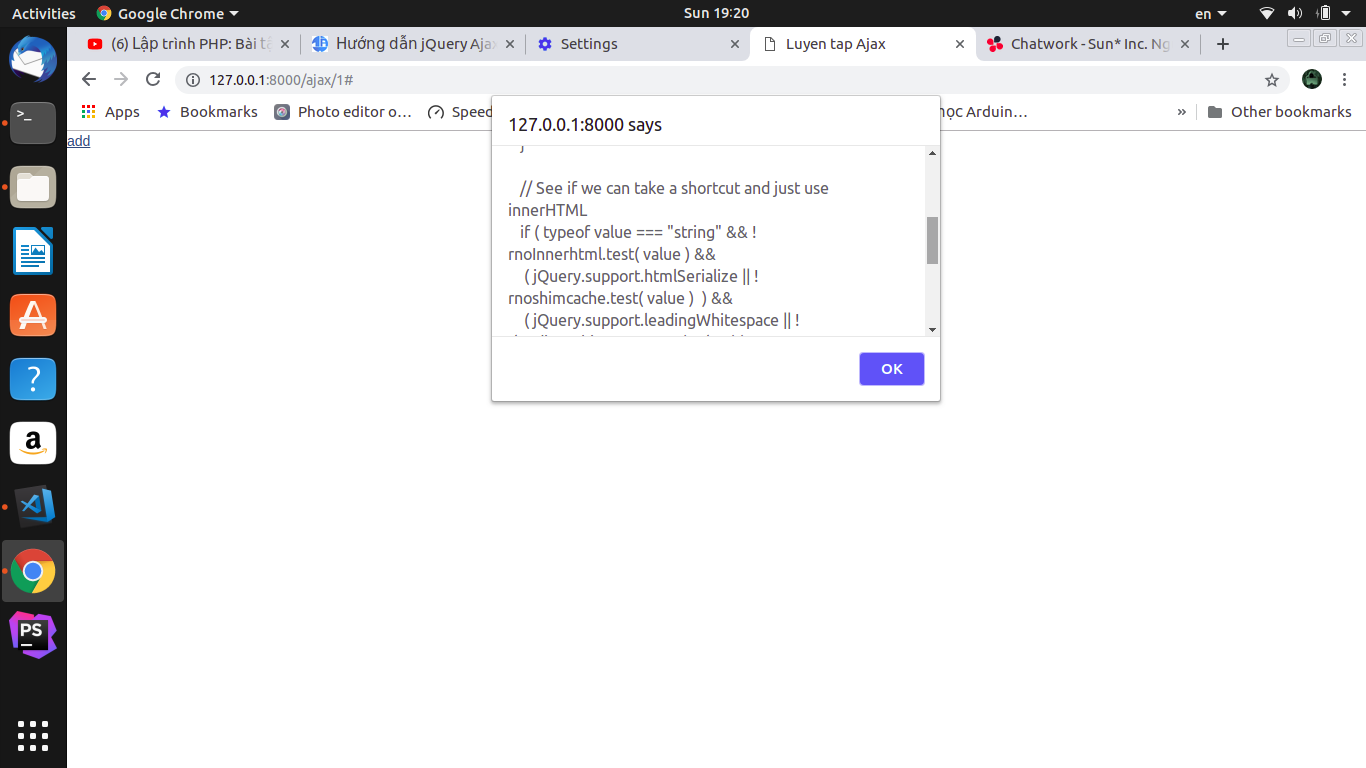 Activities
Google Chrome
Sun 19:20
en
(6) Lập trình PHP: Bài tậ
Hướng dẫn jQuery Ajax
Settings
Luyen tap Ajax
Chatwork - Sun* Inc. Ng
127.0.0.1:8000/ajax/1#
Apps
Bookmarks
Photo editor o…
Speed
học Arduin…
»
Other bookmarks
add
127.0.0.1:8000 says
}
// See if we can take a shortcut and just use
innerHTML
if ( typeof value === "string" && !
rnoInnerhtml.test( value ) &&
( jQuery.support.htmlSerialize || !
rnoshimcache.test( value )  ) &&
( jQuery.support.leadingWhitespace || !
OK
>_
?
a
PS